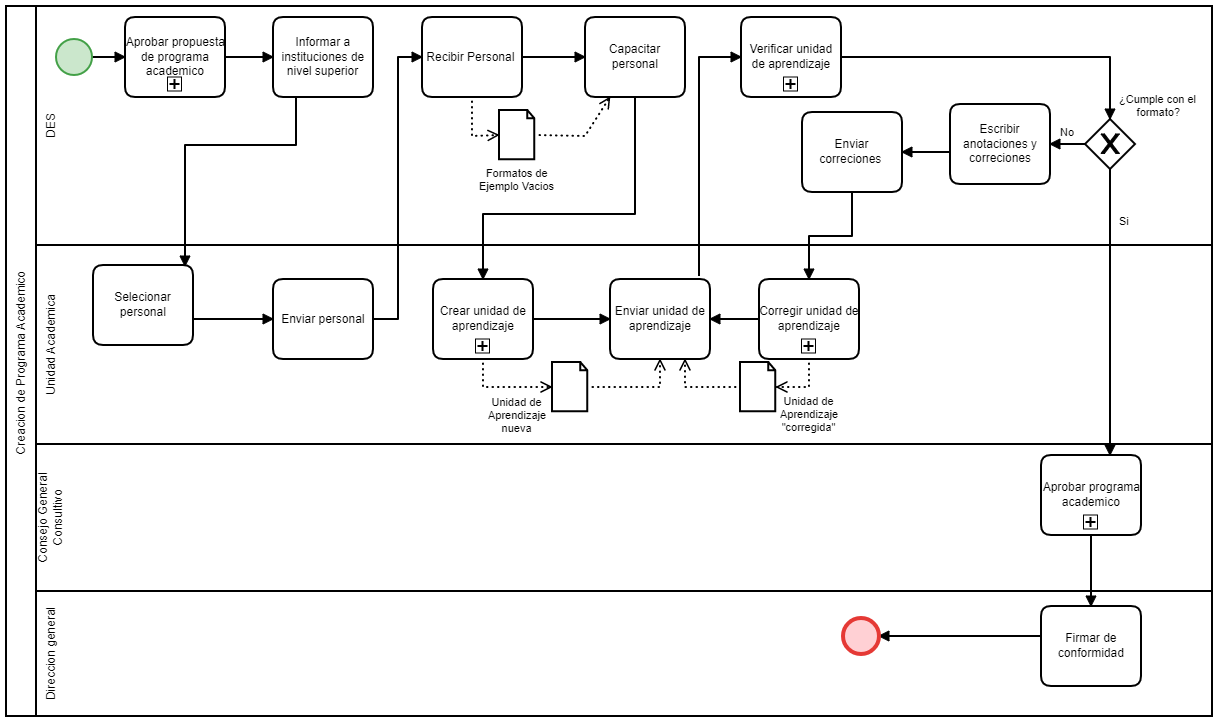 Creacion de Programa Academico
DES
Aprobar propuesta
de programa
academico
Informar a
instituciones de
nivel superior
Recibir Personal
Capacitar
personal
Verificar unidad
de aprendizaje
¿Cumple con el
formato?
No
Escribir
anotaciones y
correciones
Enviar
correciones
Formatos de
Ejemplo Vacios
Si
Unidad Academica
Selecionar
personal
Enviar personal
Crear unidad de
aprendizaje
Enviar unidad de
aprendizaje
Corregir unidad de
aprendizaje
Unidad de
Aprendizaje
nueva
Unidad de
Aprendizaje
"corregida"
Consejo General
Consultivo
Aprobar programa
academico
Direccion general
Firmar de
conformidad